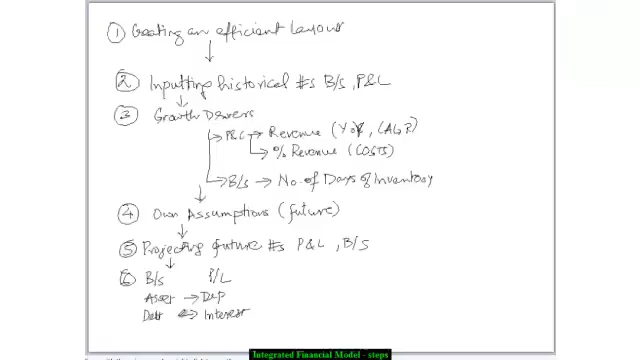 ① Creating an efficient Layout
② Inputting historical #s B/S, P&L
③ Growth Drivers
P&L → Revenue (YoY, CAGR)
→ % Revenue (COSTS)
B/S → No. of Days of Inventory
④ Own Assumptions (future)
⑤ Projecting future #s P&L, B/S
⑥ B/S P/L
Asset → Dep
Debt ↔ Interest
Integrated Financial Model - steps